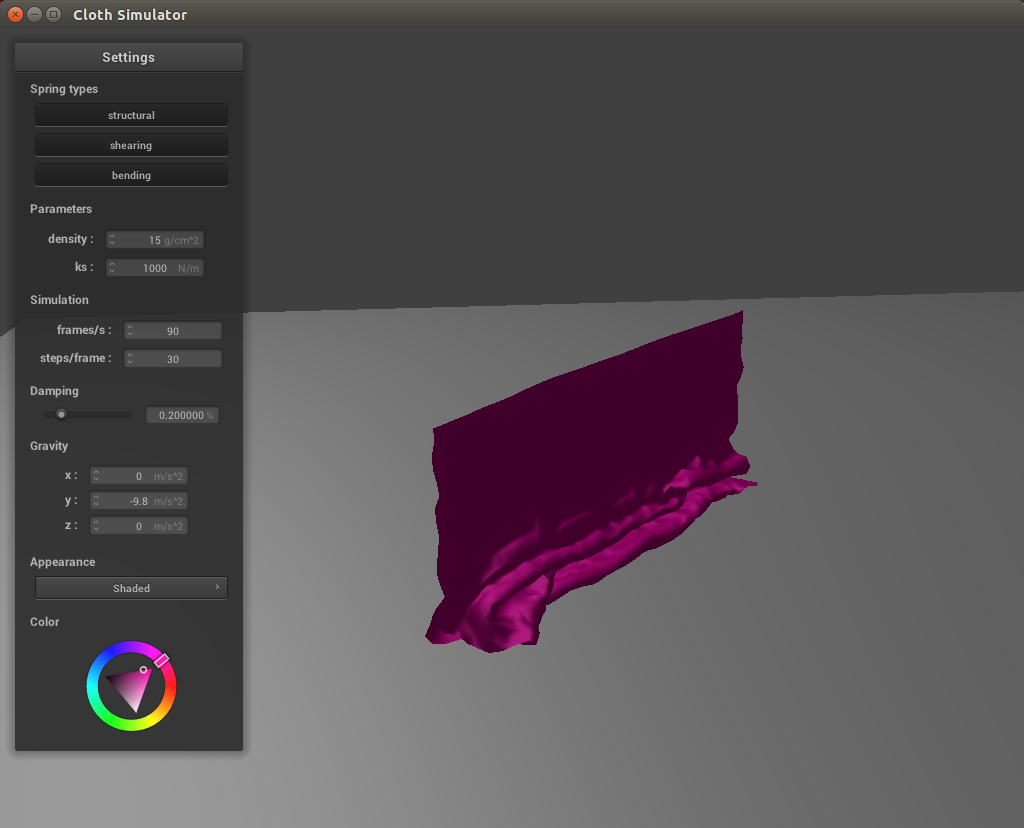 Cloth Simulator
Settings
Spring types
structural
shearing
bending
Parameters
density : 15 g/cm^2
ks : 1000 N/m
Simulation
frames/s : 90
steps/frame : 30
Damping
0.200000 %
Gravity
x : 0 m/s^2
y : -9.8 m/s^2
z : 0 m/s^2
Appearance
Shaded
Color